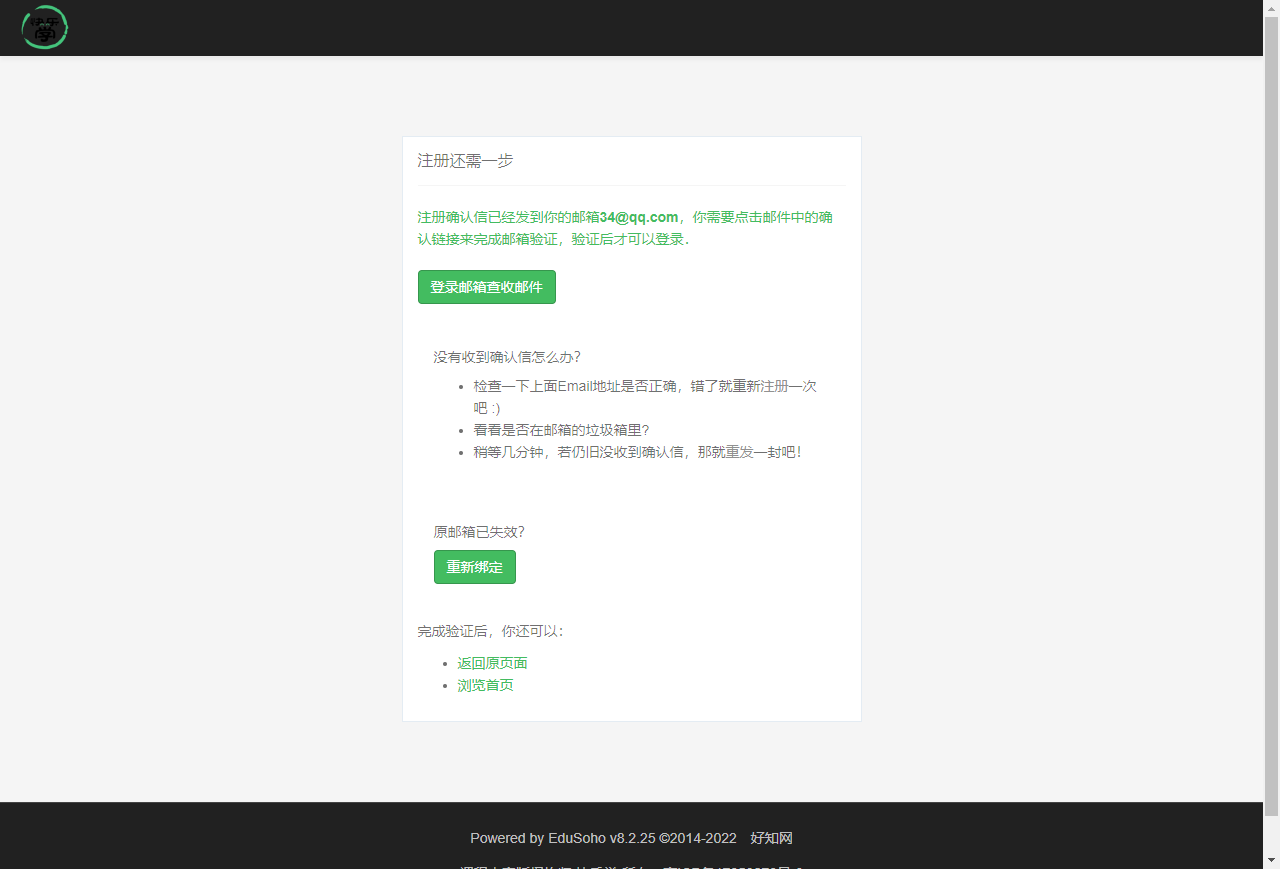 快乐
學
注册还需一步
注册确认信已经发到你的邮箱34@qq.com，你需要点击邮件中的确
认链接来完成邮箱验证，验证后才可以登录．
登录邮箱查收邮件
没有收到确认信怎么办？
检查一下上面Email地址是否正确，错了就重新注册一次
吧 :)
看看是否在邮箱的垃圾箱里？
稍等几分钟，若仍旧没收到确认信，那就重发一封吧！
原邮箱已失效？
重新绑定
完成验证后，你还可以：
返回原页面
浏览首页
Powered by EduSoho v8.2.25 ©2014-2022 好知网